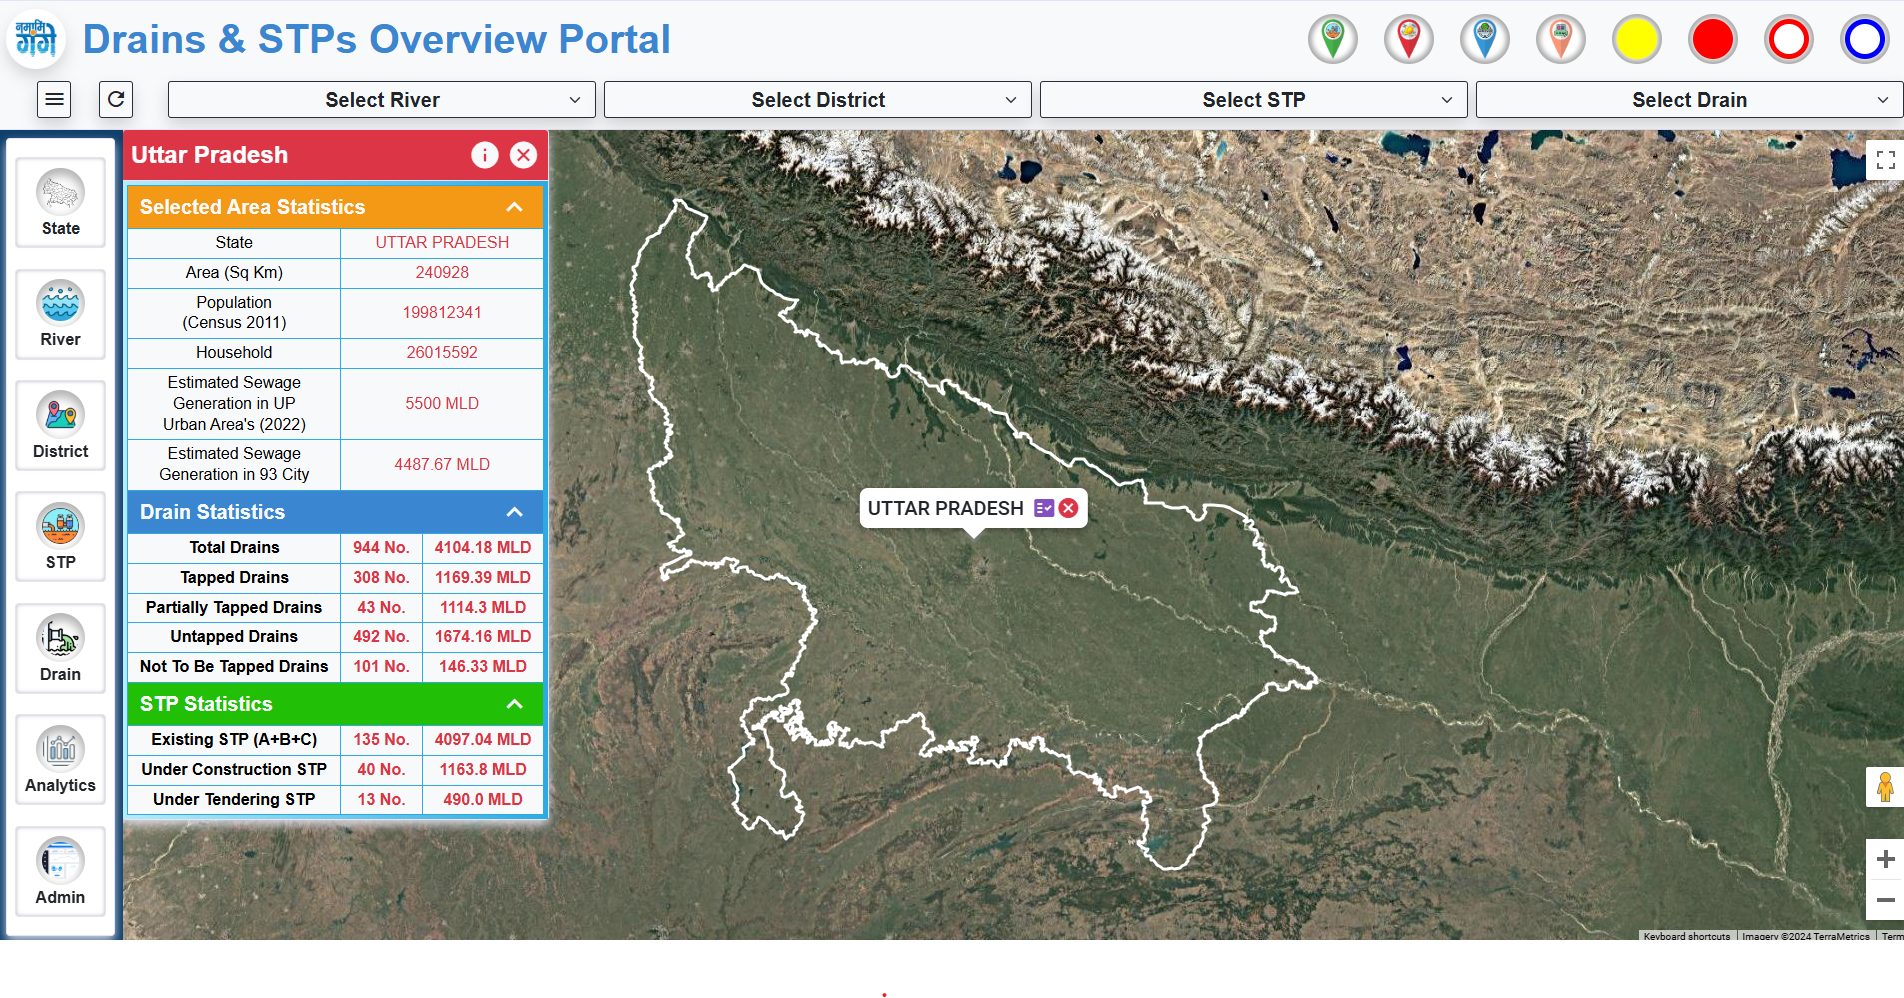 नमामि
गंगे
Drains & STPs Overview Portal
Select River
Select District
Select STP
Select Drain
State
River
District
STP
Drain
Analytics
Admin
Uttar Pradesh
Selected Area Statistics
State UTTAR PRADESH
Area (Sq Km) 240928
Population
(Census 2011) 199812341
Household 26015592
Estimated Sewage
Generation in UP
Urban Area's (2022) 5500 MLD
Estimated Sewage
Generation in 93 City 4487.67 MLD
Drain Statistics
Total Drains 944 No. 4104.18 MLD
Tapped Drains 308 No. 1169.39 MLD
Partially Tapped Drains 43 No. 1114.3 MLD
Untapped Drains 492 No. 1674.16 MLD
Not To Be Tapped Drains 101 No. 146.33 MLD
STP Statistics
Existing STP (A+B+C) 135 No. 4097.04 MLD
Under Construction STP 40 No. 1163.8 MLD
Under Tendering STP 13 No. 490.0 MLD
UTTAR PRADESH
Keyboard shortcuts Imagery ©2024 TerraMetrics Term